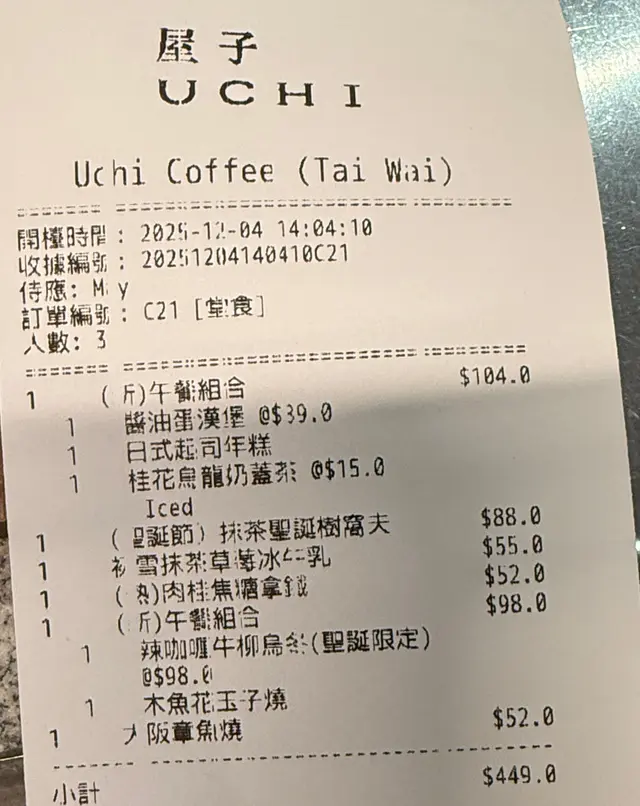 屋子
UCHI
Uchi Coffee (Tai Wai)
開檯時間: 2025-12-04 14:04:10
收據編號: 20251204140410C21
侍應: May
訂單編號: C21 [堂食]
人數: 3
1 (新)午餐組合 $104.0
1 醬油蛋漢堡 @$39.0
1 日式起司年糕
1 桂花烏龍奶蓋茶 @$15.0
Iced
1 (聖誕節) 抹茶聖誕樹窩夫 $88.0
1 雪抹茶草莓冰牛乳 $55.0
1 (熱)肉桂焦糖拿鐵 $52.0
1 (新)午餐組合 $98.0
1 辣咖喱牛柳烏冬(聖誕限定)
@$98.0
1 木魚花玉子燒
1 大阪章魚燒 $52.0
小計 $449.0